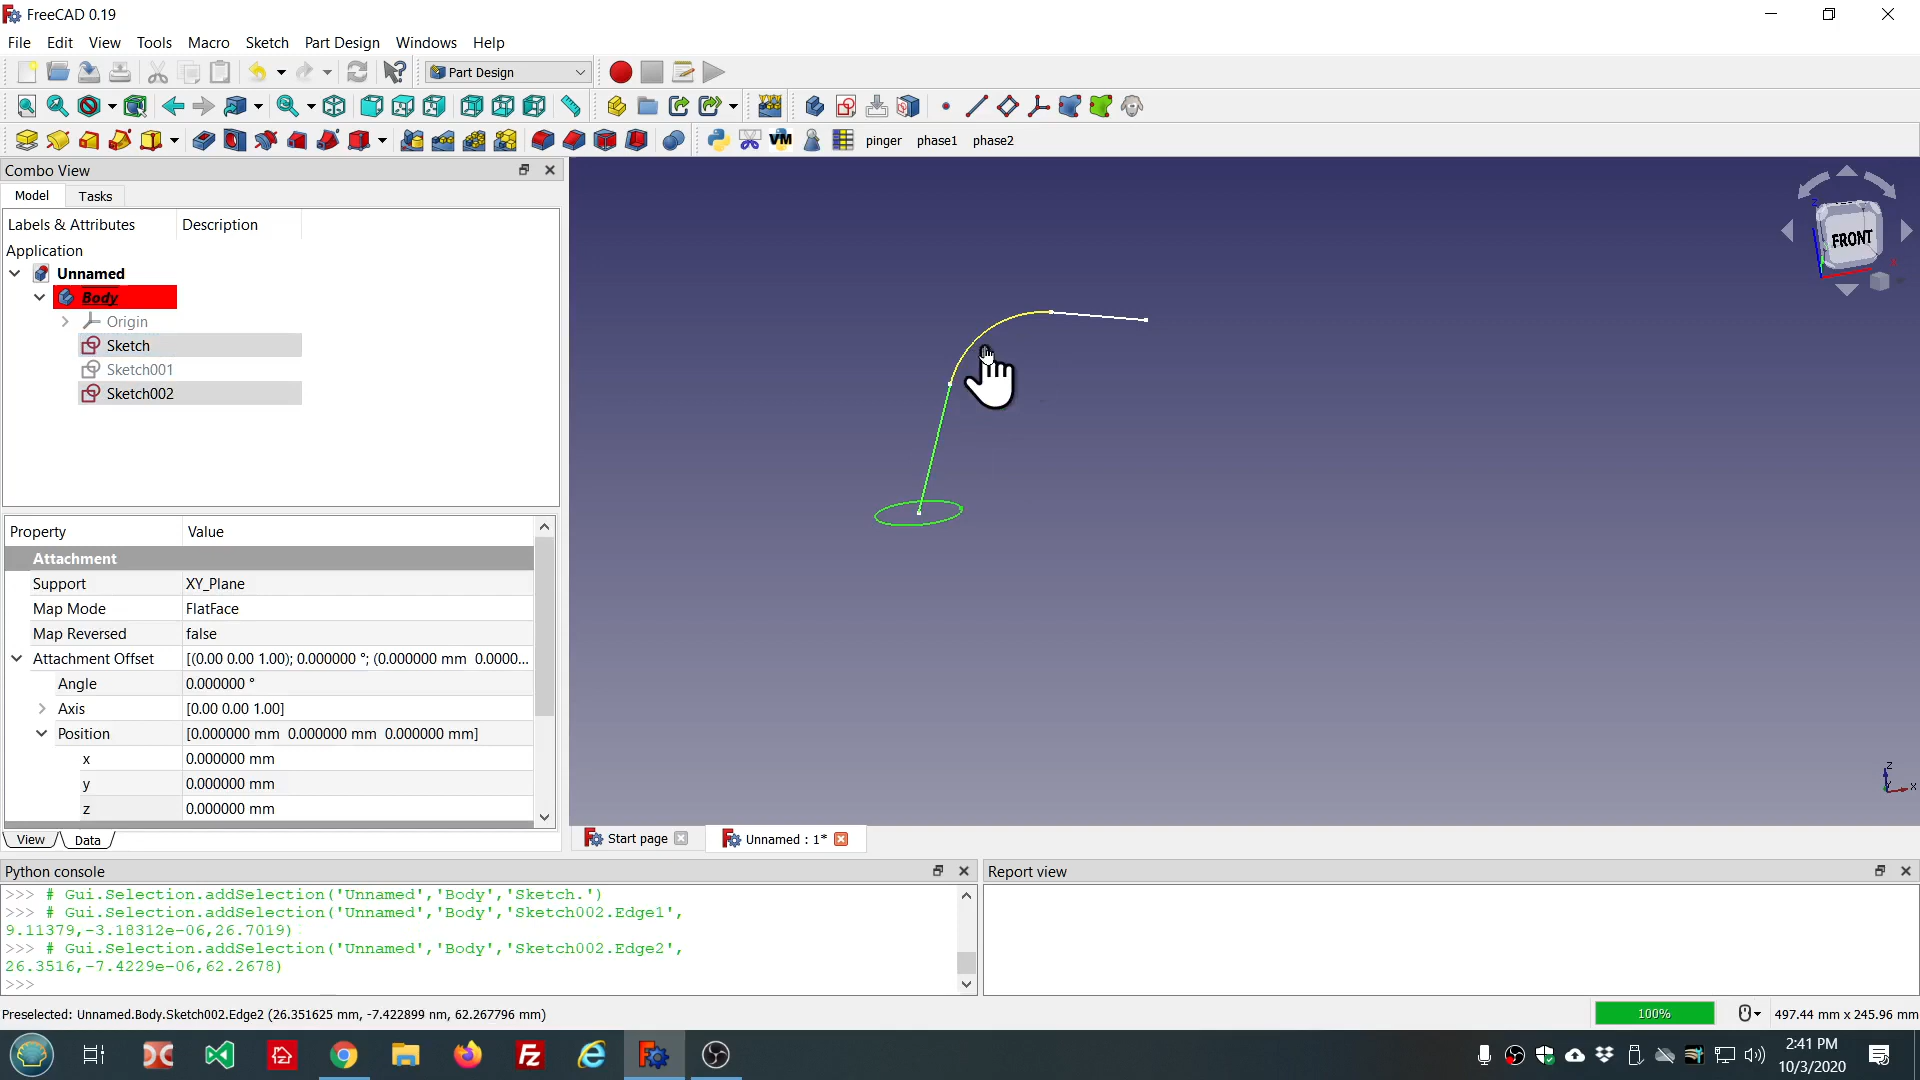 FreeCAD 0.19
File Edit View Tools Macro Sketch Part Design Windows Help
Part Design
VM pinger phase1 phase2
Combo View
Model Tasks
Labels & Attributes Description
Application
Unnamed
Body
Origin
Sketch
Sketch001
Sketch002
Property Value
Attachment
Support XY_Plane
Map Mode FlatFace
Map Reversed false
Attachment Offset [(0.00 0.00 1.00); 0.000000 °; (0.000000 mm 0.0000...
Angle 0.000000 °
Axis [0.00 0.00 1.00]
Position [0.000000 mm 0.000000 mm 0.000000 mm]
x 0.000000 mm
y 0.000000 mm
z 0.000000 mm
View Data
FRONT
Z
X
Start page Unnamed : 1*
Python console
>>> # Gui.Selection.addSelection('Unnamed','Body','Sketch.')
>>> # Gui.Selection.addSelection('Unnamed','Body','Sketch002.Edge1',
9.11379,-3.18312e-06,26.7019)
>>> # Gui.Selection.addSelection('Unnamed','Body','Sketch002.Edge2',
26.3516,-7.4229e-06,62.2678)
>>>
Report view
Preselected: Unnamed.Body.Sketch002.Edge2 (26.351625 mm, -7.422899 nm, 62.267796 mm)
100%
497.44 mm x 245.96 mm
2:41 PM
10/3/2020